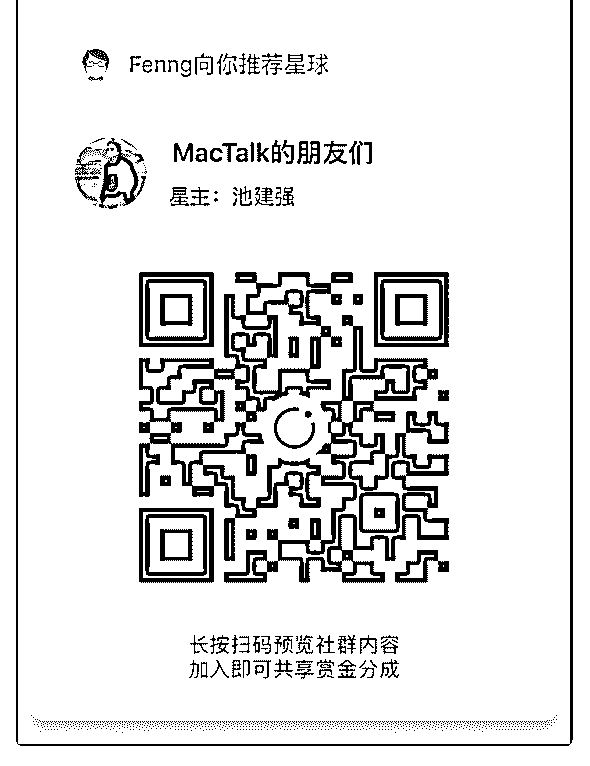 Fenng向你推荐星球
MacTalk的朋友们
星主：池建强
长按扫码预览社群内容
加入即可共享赏金分成